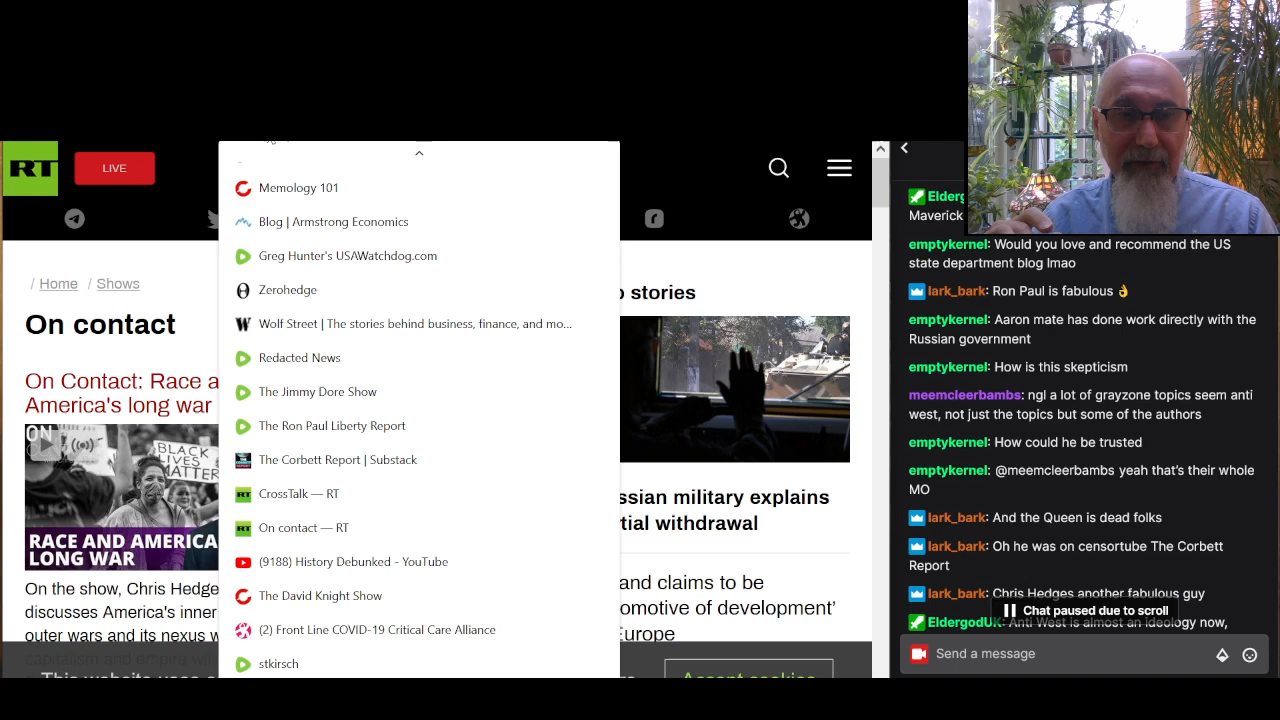 RT
LIVE
/ Home / Shows
On contact
On Contact: Race a
America's long war
ON
BLACK
LIVES
MATTER
RACE AND AMERICA
LONG WAR
On the show, Chris Hedge
discusses America's inner
outer wars and its nexus w
capitalism and empire
Memology 101
Blog | Armstrong Economics
Greg Hunter's USAWatchdog.com
Zerohedge
Wolf Street | The stories behind business, finance, and mo...
Redacted News
The Jimmy Dore Show
The Ron Paul Liberty Report
The Corbett Report | Substack
CrossTalk — RT
On contact — RT
(9188) History Debunked - YouTube
The David Knight Show
(2) Front Line COVID-19 Critical Care Alliance
stkirsch
stories
ssian military explains
tial withdrawal
and claims to be
omotive of development’
Europe
This website uses
Accept cookies
Elderg
Maverick
emptykernel: Would you love and recommend the US
state department blog lmao
lark_bark: Ron Paul is fabulous 👌
emptykernel: Aaron mate has done work directly with the
Russian government
emptykernel: How is this skepticism
meemcleerbambs: ngl a lot of grayzone topics seem anti
west, not just the topics but some of the authors
emptykernel: How could he be trusted
emptykernel: @meemcleerbambs yeah that's their whole
MO
lark_bark: And the Queen is dead folks
lark_bark: Oh he was on censortube The Corbett
Report
lark_bark: Chris Hedges another fabulous guy
Chat paused due to scroll
EldergodUK: Anti West is almost an ideology now,
Send a message